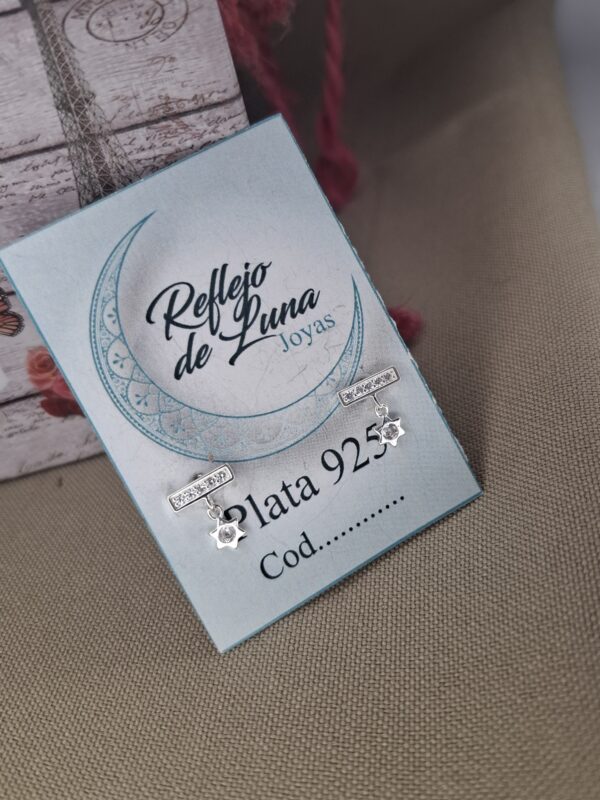 Reflejo
de Luna
Joyas
Plata 925
Cod............